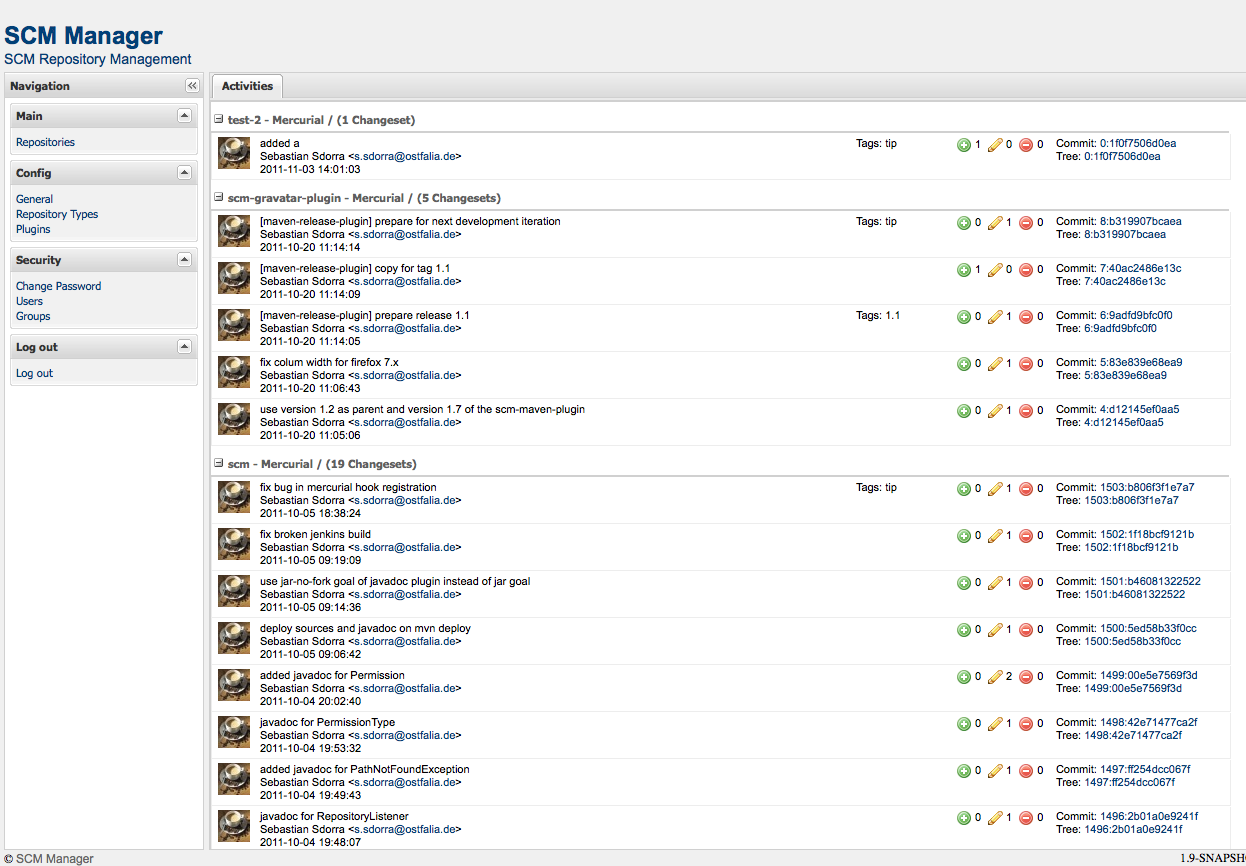 SCM Manager
SCM Repository Management
Navigation
Main
Repositories
Config
General
Repository Types
Plugins
Security
Change Password
Users
Groups
Log out
Log out
Activities
test-2 - Mercurial / (1 Changeset)
added a Tags: tip 1 0 0 Commit: 0:1f0f7506d0ea
Sebastian Sdorra <s.sdorra@ostfalia.de> Tree: 0:1f0f7506d0ea
2011-11-03 14:01:03
scm-gravatar-plugin - Mercurial / (5 Changesets)
[maven-release-plugin] prepare for next development iteration Tags: tip 0 1 0 Commit: 8:b319907bcaea
Sebastian Sdorra <s.sdorra@ostfalia.de> Tree: 8:b319907bcaea
2011-10-20 11:14:14
[maven-release-plugin] copy for tag 1.1 1 0 0 Commit: 7:40ac2486e13c
Sebastian Sdorra <s.sdorra@ostfalia.de> Tree: 7:40ac2486e13c
2011-10-20 11:14:09
[maven-release-plugin] prepare release 1.1 Tags: 1.1 0 1 0 Commit: 6:9adfd9bfc0f0
Sebastian Sdorra <s.sdorra@ostfalia.de> Tree: 6:9adfd9bfc0f0
2011-10-20 11:14:05
fix colum width for firefox 7.x 0 1 0 Commit: 5:83e839e68ea9
Sebastian Sdorra <s.sdorra@ostfalia.de> Tree: 5:83e839e68ea9
2011-10-20 11:06:43
use version 1.2 as parent and version 1.7 of the scm-maven-plugin 0 1 0 Commit: 4:d12145ef0aa5
Sebastian Sdorra <s.sdorra@ostfalia.de> Tree: 4:d12145ef0aa5
2011-10-20 11:05:06
scm - Mercurial / (19 Changesets)
fix bug in mercurial hook registration Tags: tip 0 1 0 Commit: 1503:b806f3f1e7a7
Sebastian Sdorra <s.sdorra@ostfalia.de> Tree: 1503:b806f3f1e7a7
2011-10-05 18:38:24
fix broken jenkins build 0 1 0 Commit: 1502:1f18bcf9121b
Sebastian Sdorra <s.sdorra@ostfalia.de> Tree: 1502:1f18bcf9121b
2011-10-05 09:19:09
use jar-no-fork goal of javadoc plugin instead of jar goal 0 1 0 Commit: 1501:b46081322522
Sebastian Sdorra <s.sdorra@ostfalia.de> Tree: 1501:b46081322522
2011-10-05 09:14:36
deploy sources and javadoc on mvn deploy 0 1 0 Commit: 1500:5ed58b33f0cc
Sebastian Sdorra <s.sdorra@ostfalia.de> Tree: 1500:5ed58b33f0cc
2011-10-05 09:06:42
added javadoc for Permission 0 2 0 Commit: 1499:00e5e7569f3d
Sebastian Sdorra <s.sdorra@ostfalia.de> Tree: 1499:00e5e7569f3d
2011-10-04 20:02:40
javadoc for PermissionType 0 1 0 Commit: 1498:42e71477ca2f
Sebastian Sdorra <s.sdorra@ostfalia.de> Tree: 1498:42e71477ca2f
2011-10-04 19:53:32
added javadoc for PathNotFoundException 0 1 0 Commit: 1497:ff254dcc067f
Sebastian Sdorra <s.sdorra@ostfalia.de> Tree: 1497:ff254dcc067f
2011-10-04 19:49:43
javadoc for RepositoryListener 0 1 0 Commit: 1496:2b01a0e9241f
Sebastian Sdorra <s.sdorra@ostfalia.de> Tree: 1496:2b01a0e9241f
2011-10-04 19:48:07
© SCM Manager 1.9-SNAPSH